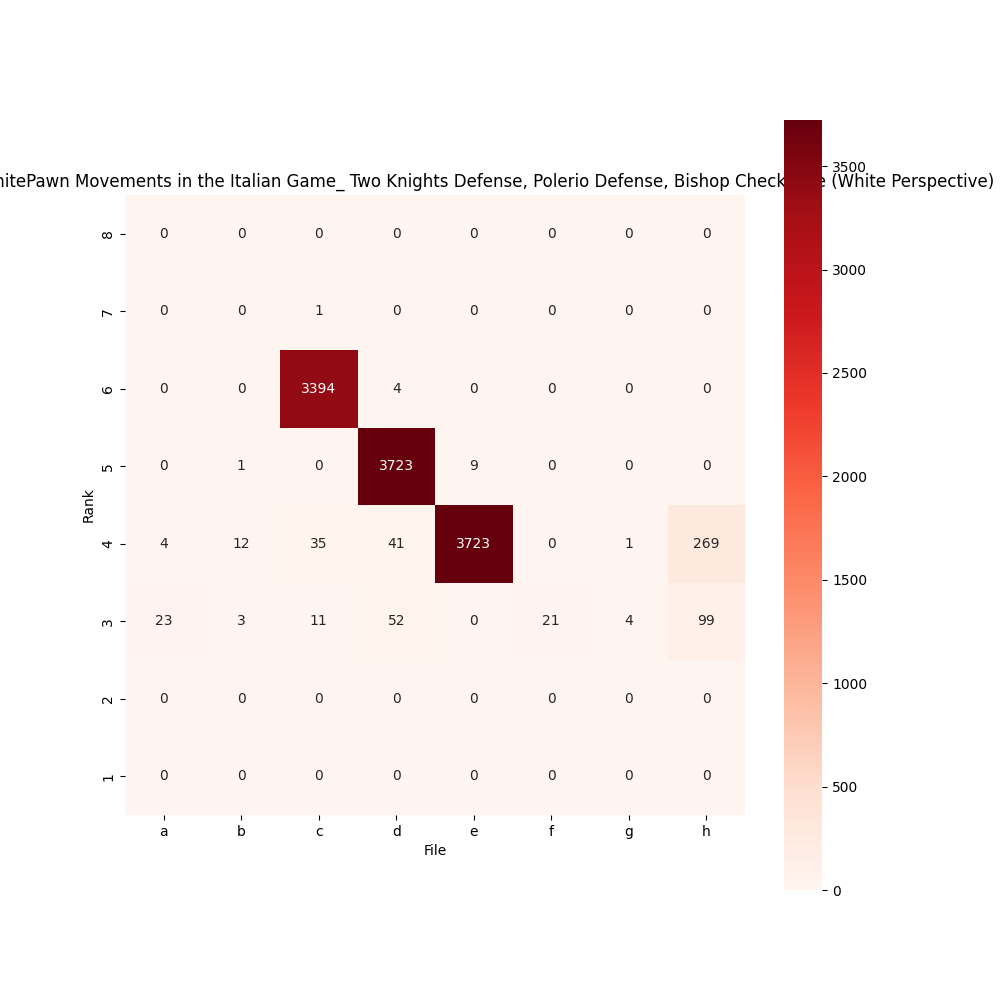 Movements in the Italian Game_ Two Knights Defense, Polerio Defense, Bishop Check (White Perspective)
8 0 0 0 0 0 0 0 0
7 0 0 1 0 0 0 0 0
6 0 0 3394 4 0 0 0 0
5 0 1 0 3723 9 0 0 0
4 4 12 35 41 3723 0 1 269
3 23 3 11 52 0 21 4 99
2 0 0 0 0 0 0 0 0
1 0 0 0 0 0 0 0 0
a b c d e f g h
File
Rank
3500
3000
2500
2000
1500
1000
500
0